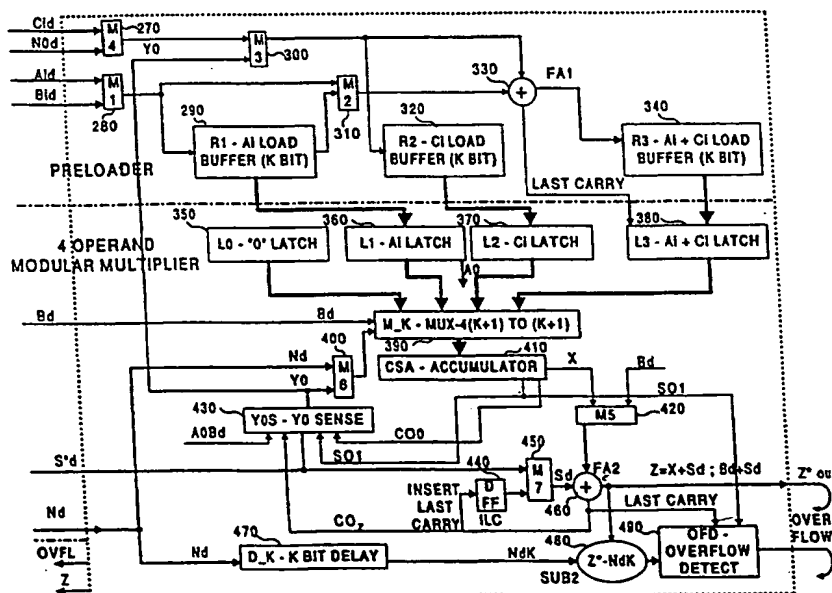 Cid
N0d
M
4
270
Y0
M
3
300
Aid
Bid
M
1
280
M
2
310
330
+
FA1
290
R1 - AI LOAD
BUFFER (K BIT)
320
R2 - CI LOAD
BUFFER (K BIT)
340
R3 - AI + CI LOAD
BUFFER (K BIT)
PRELOADER
LAST CARRY
4 OPERAND
MODULAR MULTIPLIER
350
L0 - "0" LATCH
360
L1 - AI LATCH
370
L2 - CI LATCH
380
L3 - AI + CI LATCH
A0
Bd
Bd
M_K - MUX-4(K+1) TO (K+1)
390
Nd
Y0
400
M
6
410
CSA - ACCUMULATOR
X
Bd
SO1
430
Y0S - Y0 SENSE
M5
420
A0Bd
CO0
SO1
S*d
450
M
7
440
D
FF
ILC
INSERT
LAST
CARRY
Sd
FA2
c
+
460
Z=X+Sd ; Bd+Sd
Z* ou
COz
LAST CARRY
OVER
FLOW
Nd
470
Nd
D_K - K BIT DELAY
NdK
480
Z*-NdK
SUB2
490
OFD -
OVERFLOW
DETECT
OVFL
Z